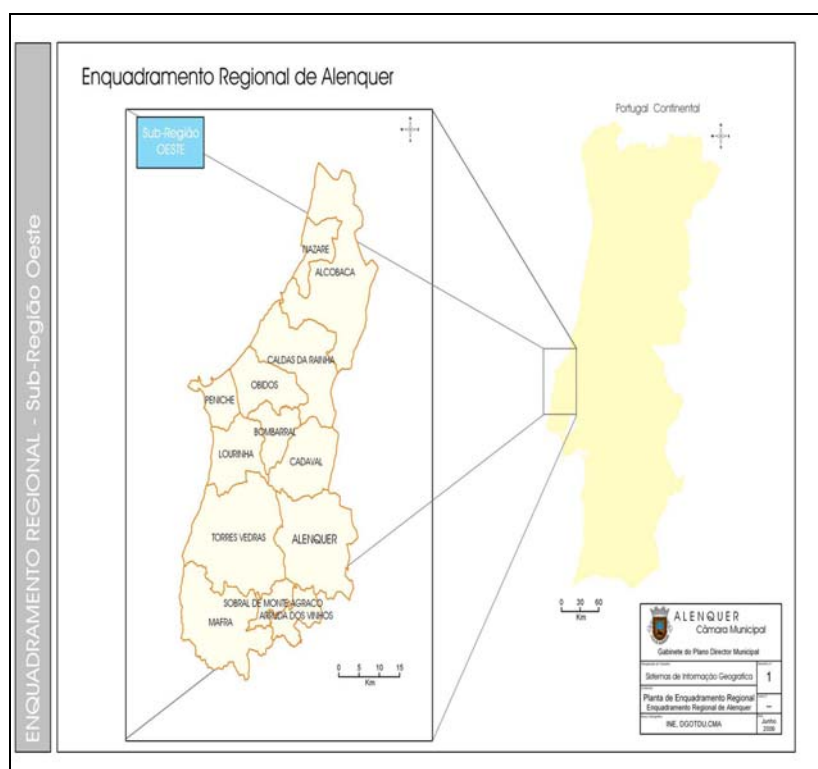 ENQUADRAMENTO REGIONAL - Sub-Região Oeste
Enquadramento Regional de Alenquer
Sub-Região
OESTE
Portugal Continental
NAZARE
ALCOBACA
CALDAS DA RAINHA
OBIDOS
PENICHE
BOMBARRAL
LOURINHA
CADAVAL
TORRES VEDRAS
ALENQUER
SOBRAL DE MONTE AGRACO
ARRUDA DOS VINHOS
MAFRA
0 5 10 15
Km
0 20 60
Km
ALENQUER
Câmara Municipal
Gabinete do Plano Director Municipal
Sistemas de Informação Geográfica
1
Planta de Enquadramento Regional
Enquadramento Regional de Alenquer
--
INE, DGOTDU, CMA
Junho